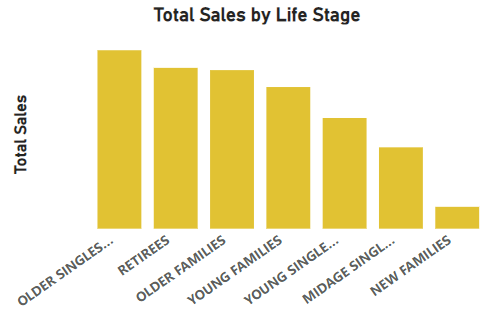 Total Sales by Life Stage
Total Sales
OLDER SINGLES...
RETIREES
OLDER FAMILIES
YOUNG FAMILIES
YOUNG SINGLE...
MIDAGE SINGL...
NEW FAMILIES